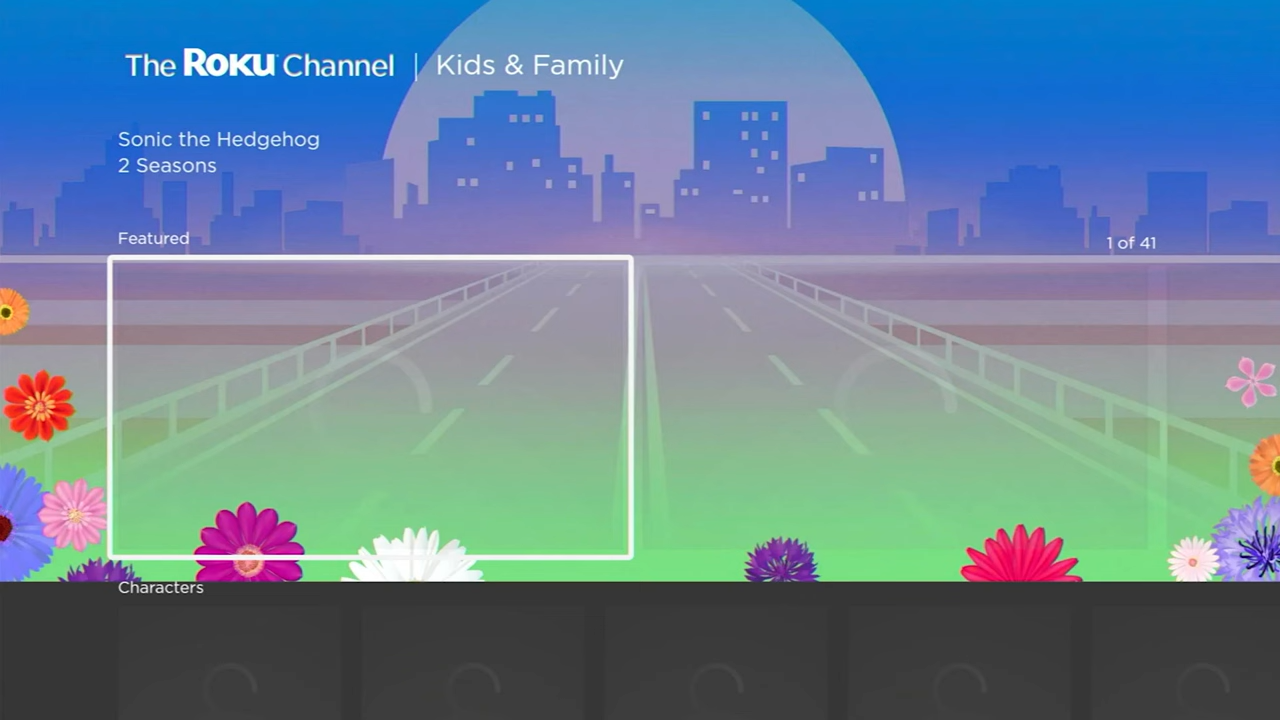 The Roku Channel | Kids & Family
Sonic the Hedgehog
2 Seasons
Featured
1 of 41
Characters